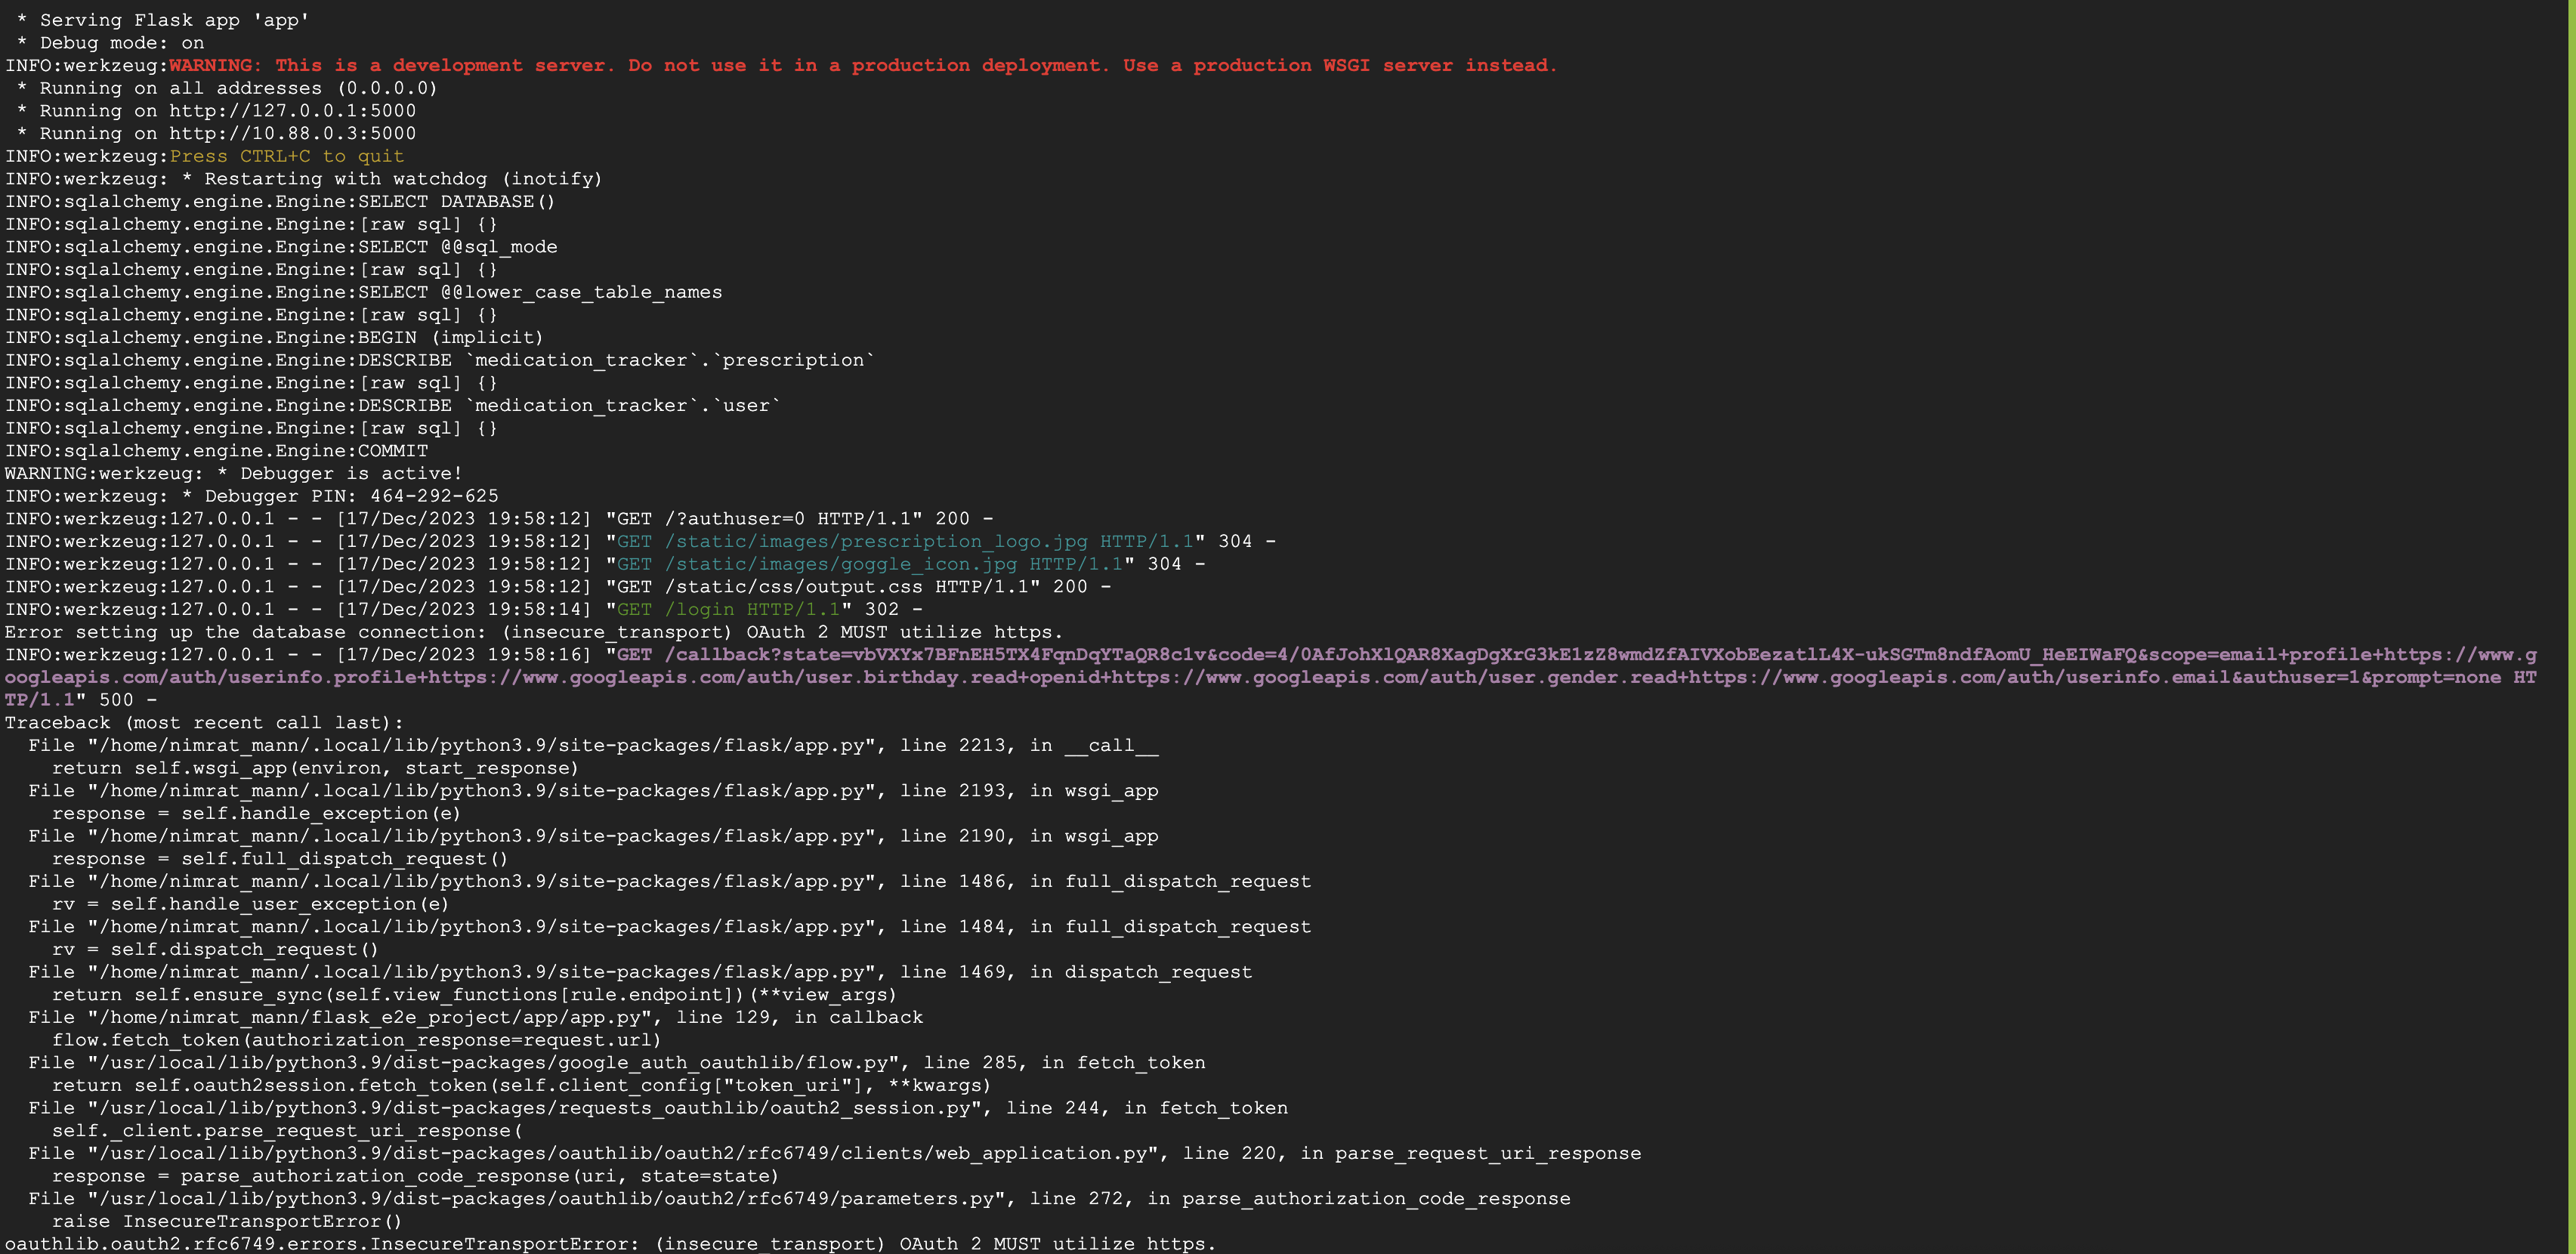 * Serving Flask app 'app'
 * Debug mode: on
INFO:werkzeug:WARNING: This is a development server. Do not use it in a production deployment. Use a production WSGI server instead.
 * Running on all addresses (0.0.0.0)
 * Running on http://127.0.0.1:5000
 * Running on http://10.88.0.3:5000
INFO:werkzeug:Press CTRL+C to quit
INFO:werkzeug: * Restarting with watchdog (inotify)
INFO:sqlalchemy.engine.Engine:SELECT DATABASE()
INFO:sqlalchemy.engine.Engine:[raw sql] {}
INFO:sqlalchemy.engine.Engine:SELECT @@sql_mode
INFO:sqlalchemy.engine.Engine:[raw sql] {}
INFO:sqlalchemy.engine.Engine:SELECT @@lower_case_table_names
INFO:sqlalchemy.engine.Engine:[raw sql] {}
INFO:sqlalchemy.engine.Engine:BEGIN (implicit)
INFO:sqlalchemy.engine.Engine:DESCRIBE `medication_tracker`.`prescription`
INFO:sqlalchemy.engine.Engine:[raw sql] {}
INFO:sqlalchemy.engine.Engine:DESCRIBE `medication_tracker`.`user`
INFO:sqlalchemy.engine.Engine:[raw sql] {}
INFO:sqlalchemy.engine.Engine:COMMIT
WARNING:werkzeug: * Debugger is active!
INFO:werkzeug: * Debugger PIN: 464-292-625
INFO:werkzeug:127.0.0.1 - - [17/Dec/2023 19:58:12] "GET /?authuser=0 HTTP/1.1" 200 -
INFO:werkzeug:127.0.0.1 - - [17/Dec/2023 19:58:12] "GET /static/images/prescription_logo.jpg HTTP/1.1" 304 -
INFO:werkzeug:127.0.0.1 - - [17/Dec/2023 19:58:12] "GET /static/images/goggle_icon.jpg HTTP/1.1" 304 -
INFO:werkzeug:127.0.0.1 - - [17/Dec/2023 19:58:12] "GET /static/css/output.css HTTP/1.1" 200 -
INFO:werkzeug:127.0.0.1 - - [17/Dec/2023 19:58:14] "GET /login HTTP/1.1" 302 -
Error setting up the database connection: (insecure_transport) OAuth 2 MUST utilize https.
INFO:werkzeug:127.0.0.1 - - [17/Dec/2023 19:58:16] "GET /callback?state=vbVXYx7BFnEH5TX4FqnDqYTaQR8c1v&code=4/0AfJohXlQAR8XagDgXrG3kE1zZ8wmdZfAIVXobEezatlL4X-ukSGTm8ndfAomU_HeEIWaFQ&scope=email+profile+https://www.g
oogleapis.com/auth/userinfo.profile+https://www.googleapis.com/auth/user.birthday.read+openid+https://www.googleapis.com/auth/user.gender.read+https://www.googleapis.com/auth/userinfo.email&authuser=1&prompt=none HT
TP/1.1" 500 -
Traceback (most recent call last):
  File "/home/nimrat_mann/.local/lib/python3.9/site-packages/flask/app.py", line 2213, in __call__
    return self.wsgi_app(environ, start_response)
  File "/home/nimrat_mann/.local/lib/python3.9/site-packages/flask/app.py", line 2193, in wsgi_app
    response = self.handle_exception(e)
  File "/home/nimrat_mann/.local/lib/python3.9/site-packages/flask/app.py", line 2190, in wsgi_app
    response = self.full_dispatch_request()
  File "/home/nimrat_mann/.local/lib/python3.9/site-packages/flask/app.py", line 1486, in full_dispatch_request
    rv = self.handle_user_exception(e)
  File "/home/nimrat_mann/.local/lib/python3.9/site-packages/flask/app.py", line 1484, in full_dispatch_request
    rv = self.dispatch_request()
  File "/home/nimrat_mann/.local/lib/python3.9/site-packages/flask/app.py", line 1469, in dispatch_request
    return self.ensure_sync(self.view_functions[rule.endpoint])(**view_args)
  File "/home/nimrat_mann/flask_e2e_project/app/app.py", line 129, in callback
    flow.fetch_token(authorization_response=request.url)
  File "/usr/local/lib/python3.9/dist-packages/google_auth_oauthlib/flow.py", line 285, in fetch_token
    return self.oauth2session.fetch_token(self.client_config["token_uri"], **kwargs)
  File "/usr/local/lib/python3.9/dist-packages/requests_oauthlib/oauth2_session.py", line 244, in fetch_token
    self._client.parse_request_uri_response(
  File "/usr/local/lib/python3.9/dist-packages/oauthlib/oauth2/rfc6749/clients/web_application.py", line 220, in parse_request_uri_response
    response = parse_authorization_code_response(uri, state=state)
  File "/usr/local/lib/python3.9/dist-packages/oauthlib/oauth2/rfc6749/parameters.py", line 272, in parse_authorization_code_response
    raise InsecureTransportError()
oauthlib.oauth2.rfc6749.errors.InsecureTransportError: (insecure_transport) OAuth 2 MUST utilize https.